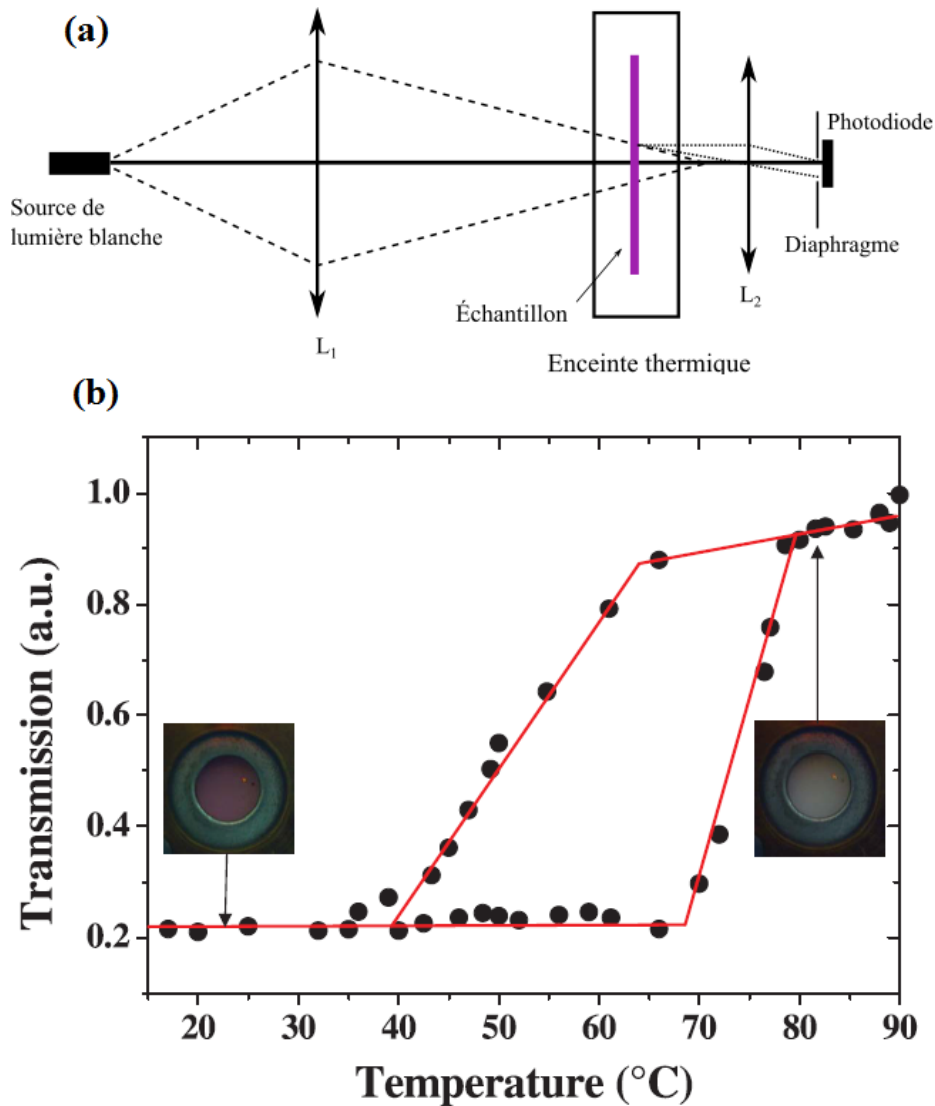 (a)
Photodiode
Source de
lumière blanche
Diaphragme
Échantillon
L₂
L₁
Enceinte thermique
(b)
1.0
0.8
0.6
0.4
0.2
Transmission (a.u.)
20 30 40 50 60 70 80 90
Temperature (°C)